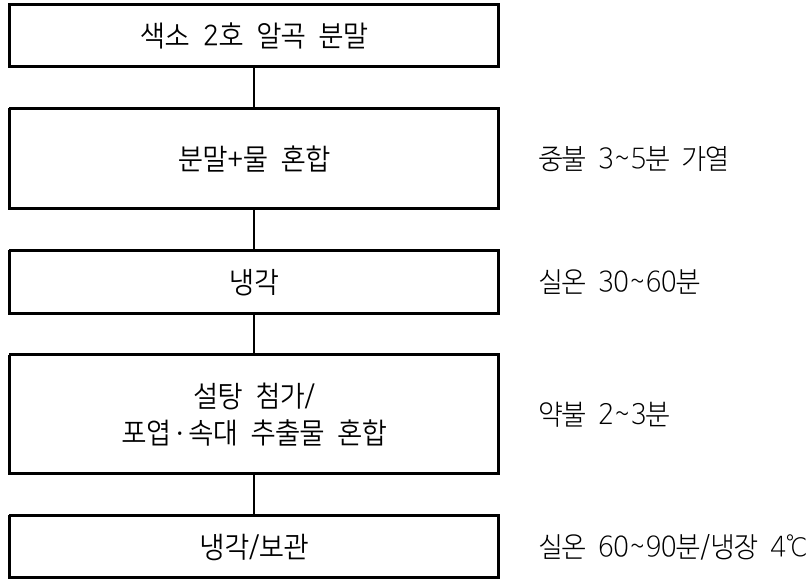 색소 2호 알곡 분말
분말+물 혼합
중불 3~5분 가열
냉각
실온 30~60분
설탕 첨가/
포엽·속대 추출물 혼합
약불 2~3분
냉각/보관
실온 60~90분/냉장 4℃